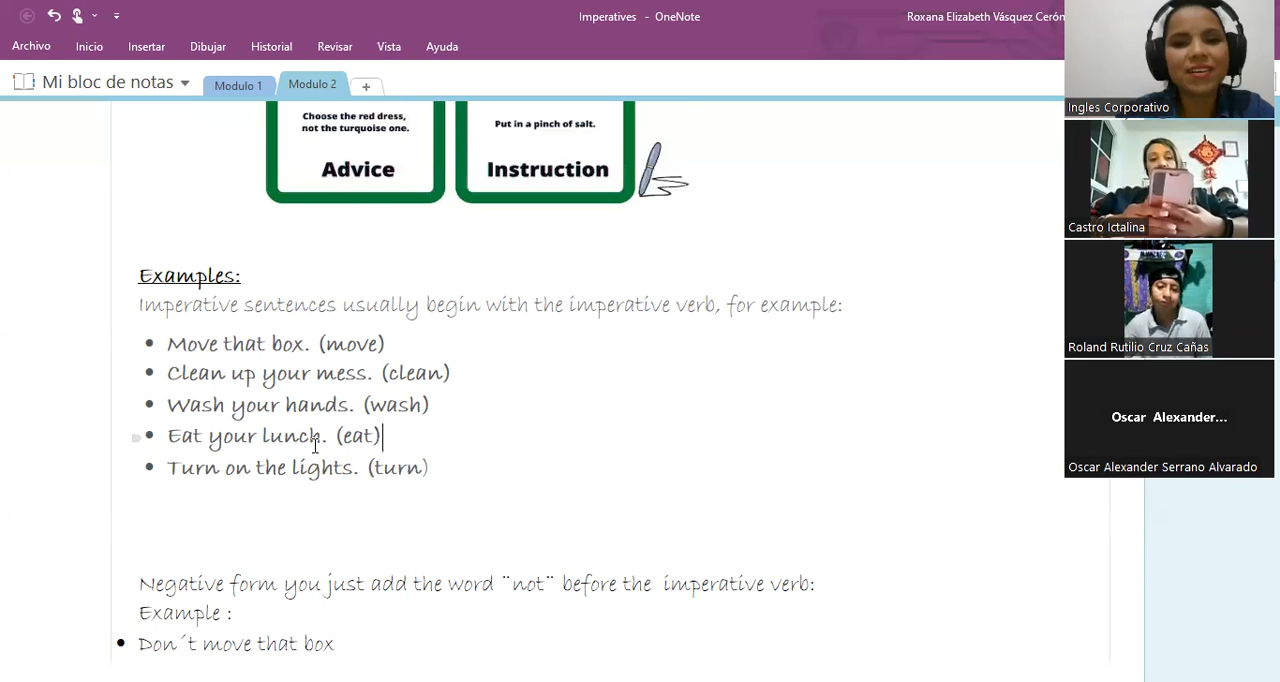 Imperatives - OneNote
Roxana Elizabeth Vásquez Cerón
Archivo Inicio Insertar Dibujar Historial Revisar Vista Ayuda
Mi bloc de notas Modulo 1 Modulo 2 +
Choose the red dress,
not the turquoise one.
Advice
Put in a pinch of salt.
Instruction
Examples:
Imperative sentences usually begin with the imperative verb, for example:
• Move that box. (move)
• Clean up your mess. (clean)
• Wash your hands. (wash)
• Eat your lunch. (eat)
• Turn on the lights. (turn)
Negative form you just add the word ¨not¨ before the imperative verb:
Example :
• Don´t move that box
Ingles Corporativo
Castro Ictalina
Roland Rutilio Cruz Cañas
Oscar Alexander...
Oscar Alexander Serrano Alvarado